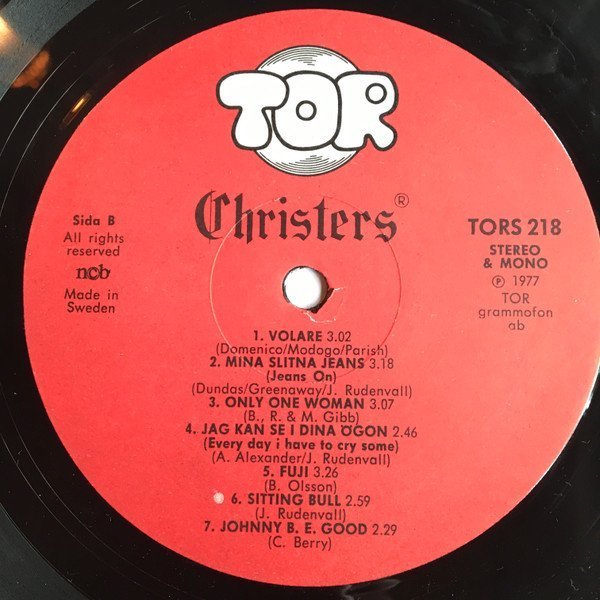 TOR
Christers®
Sida B
All rights
reserved
ncb
Made in
Sweden
TORS 218
STEREO
& MONO
℗ 1977
TOR
grammofon
ab
1. VOLARE 3.02
(Domenico/Modogo/Parish)
2. MINA SLITNA JEANS 3.18
(Jeans On)
(Dundas/Greenaway/J. Rudenvall)
3. ONLY ONE WOMAN 3.07
(B., R. & M. Gibb)
4. JAG KAN SE I DINA ÖGON 2.46
(Every day i have to cry some)
(A. Alexander/J. Rudenvall)
5. FUJI 3.26
(B. Olsson)
6. SITTING BULL 2.59
(J. Rudenvall)
7. JOHNNY B. E. GOOD 2.29
(C. Berry)